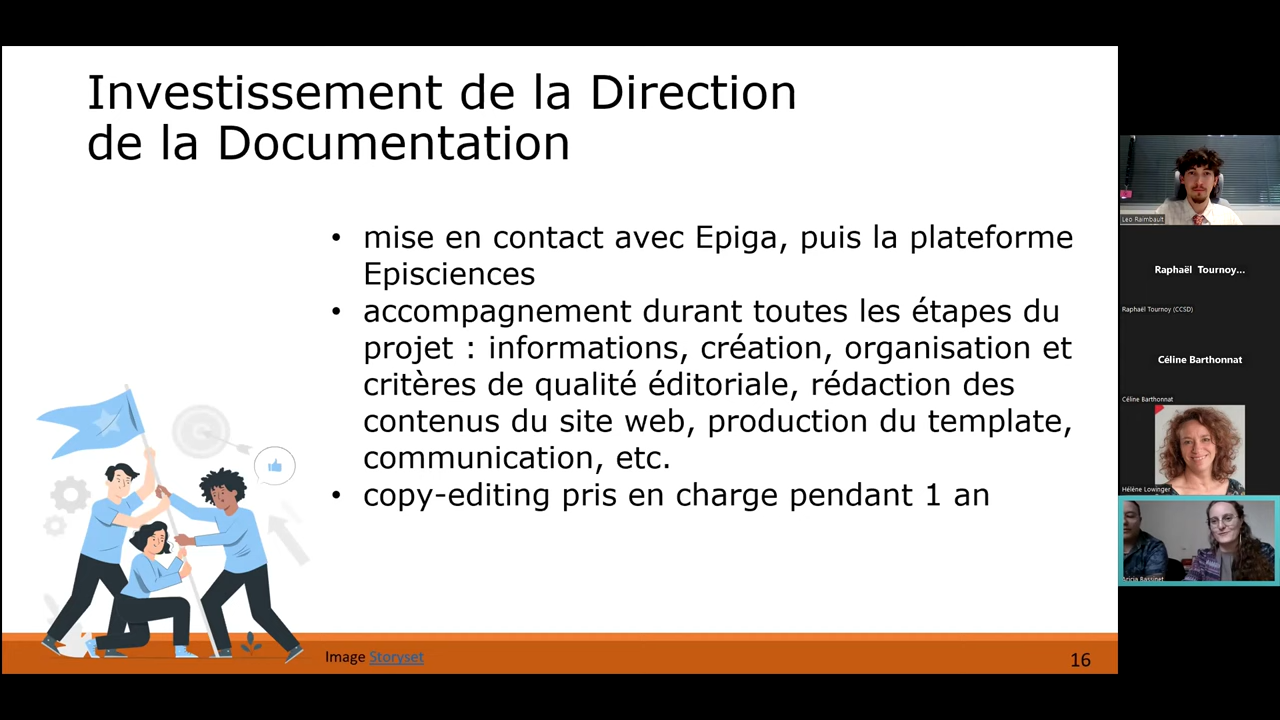 Investissement de la Direction
de la Documentation
• mise en contact avec Epiga, puis la plateforme
Episciences
• accompagnement durant toutes les étapes du
projet : informations, création, organisation et
critères de qualité éditoriale, rédaction des
contenus du site web, production du template,
communication, etc.
• copy-editing pris en charge pendant 1 an
Image Storyset
16
Leo Raimbault
Raphaël Tournoy...
Raphaël Tournoy (CCSD)
Céline Barthonnat
Céline Barthonnat
Hélène Lowinger
Aricia Bassinet